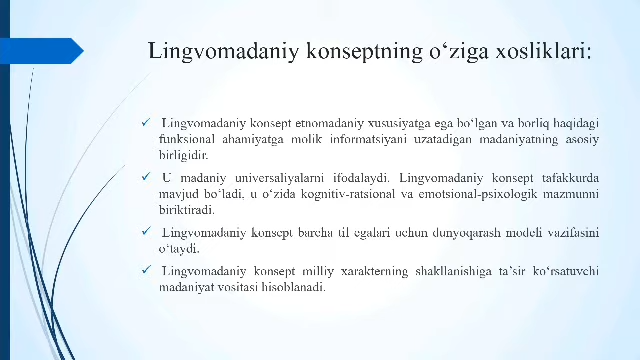 Lingvomadaniy konseptning o‘ziga xosliklari:
✓ Lingvomadaniy konsept etnomadaniy xususiyatga ega bo‘lgan va borliq haqidagi
funksional ahamiyatga molik informatsiyani uzatadigan madaniyatning asosiy
birligidir.
✓ U madaniy universaliyalarni ifodalaydi. Lingvomadaniy konsept tafakkurda
mavjud bo‘ladi, u o‘zida kognitiv-ratsional va emotsional-psixologik mazmunni
biriktiradi.
✓ Lingvomadaniy konsept barcha til egalari uchun dunyoqarash modeli vazifasini
o‘taydi.
✓ Lingvomadaniy konsept milliy xarakterning shakllanishiga ta’sir ko‘rsatuvchi
madaniyat vositasi hisoblanadi.